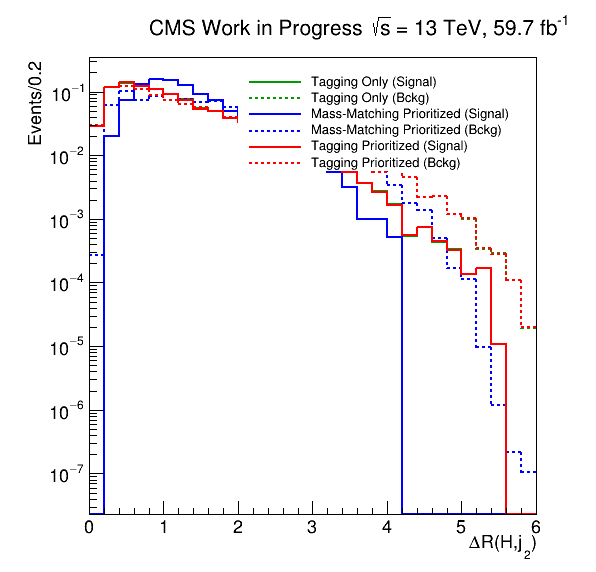 CMS Work in Progress √s = 13 TeV, 59.7 fb⁻¹
Events/0.2
Tagging Only (Signal)
Tagging Only (Bckg)
Mass-Matching Prioritized (Signal)
Mass-Matching Prioritized (Bckg)
Tagging Prioritized (Signal)
Tagging Prioritized (Bckg)
10⁻¹
10⁻²
10⁻³
10⁻⁴
10⁻⁵
10⁻⁶
10⁻⁷
0 1 2 3 4 5 6
ΔR(H,j₂)